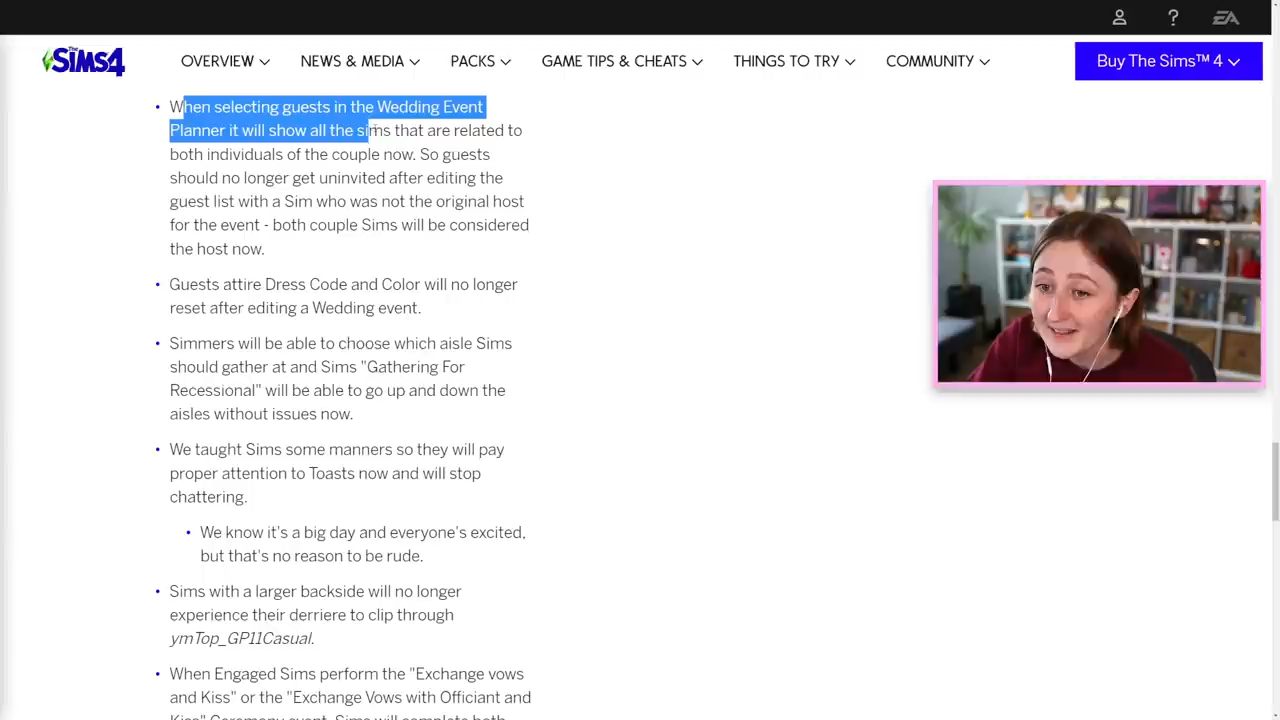 The Sims 4
OVERVIEW
NEWS & MEDIA
PACKS
GAME TIPS & CHEATS
THINGS TO TRY
COMMUNITY
Buy The Sims™ 4
?
EA
• When selecting guests in the Wedding Event
Planner it will show all the sims that are related to
both individuals of the couple now. So guests
should no longer get uninvited after editing the
guest list with a Sim who was not the original host
for the event - both couple Sims will be considered
the host now.
• Guests attire Dress Code and Color will no longer
reset after editing a Wedding event.
• Simmers will be able to choose which aisle Sims
should gather at and Sims "Gathering For
Recessional" will be able to go up and down the
aisles without issues now.
• We taught Sims some manners so they will pay
proper attention to Toasts now and will stop
chattering.
• We know it's a big day and everyone's excited,
but that's no reason to be rude.
• Sims with a larger backside will no longer
experience their derriere to clip through
ymTop_GP11Casual.
• When Engaged Sims perform the "Exchange vows
and Kiss" or the "Exchange Vows with Officiant and
Kiss" Ceremony event, Sims will complete both